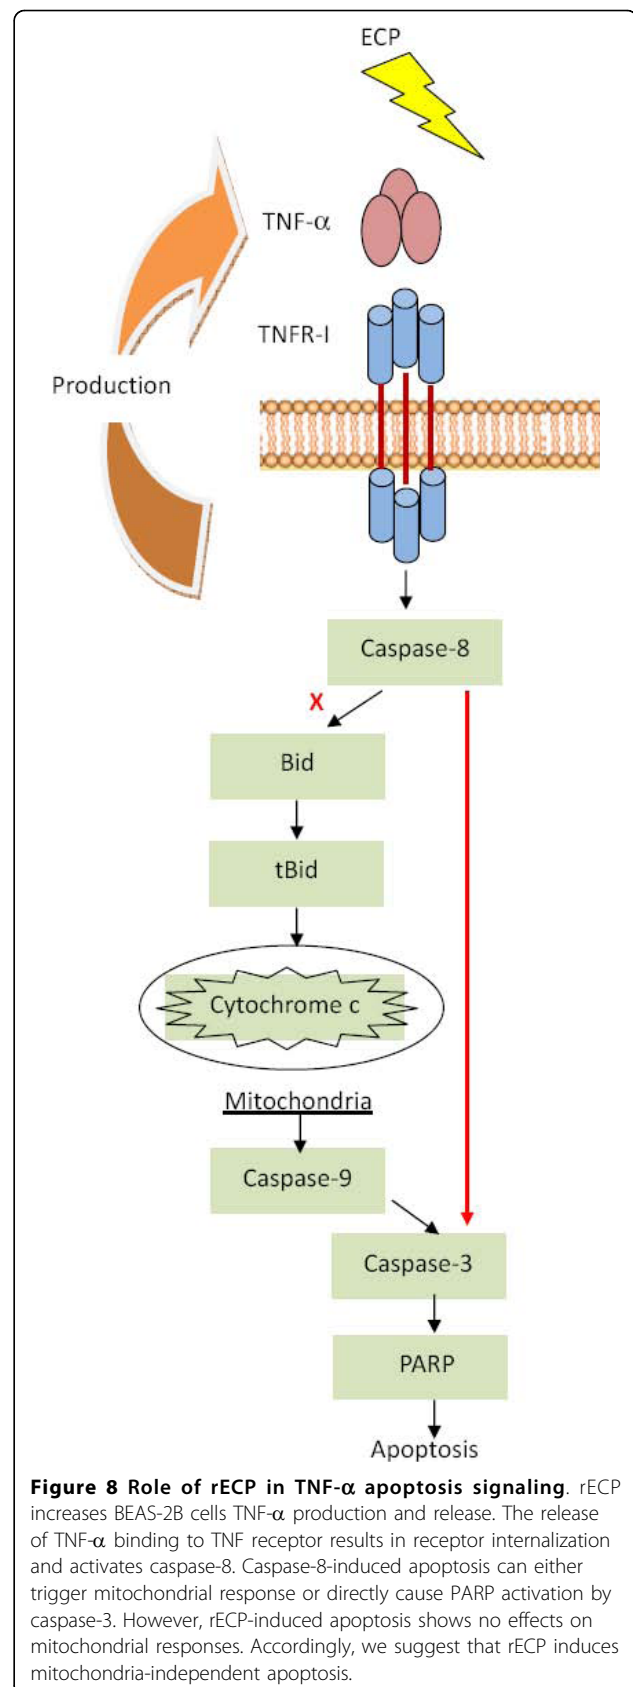 ECP
TNF-α
TNFR-I
Production
Caspase-8
X
Bid
tBid
Cytochrome c
Mitochondria
Caspase-9
Caspase-3
PARP
Apoptosis
Figure 8 Role of rECP in TNF-α apoptosis signaling. rECP
increases BEAS-2B cells TNF-α production and release. The release
of TNF-α binding to TNF receptor results in receptor internalization
and activates caspase-8. Caspase-8-induced apoptosis can either
trigger mitochondrial response or directly cause PARP activation by
caspase-3. However, rECP-induced apoptosis shows no effects on
mitochondrial responses. Accordingly, we suggest that rECP induces
mitochondria-independent apoptosis.